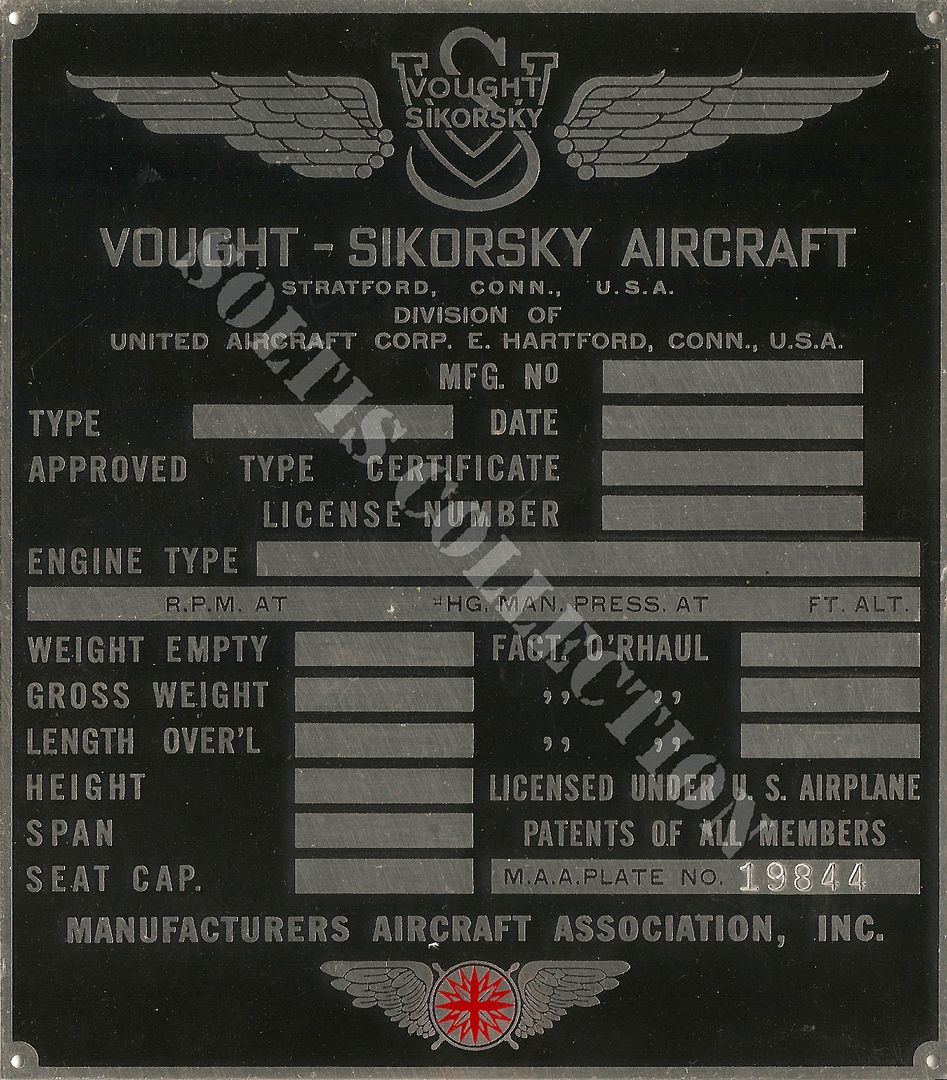 VOUGHT
SIKORSKY
VOUGHT - SIKORSKY AIRCRAFT
STRATFORD, CONN., U.S.A.
DIVISION OF
UNITED AIRCRAFT CORP. E. HARTFORD, CONN., U.S.A.
MFG. NO
TYPE DATE
APPROVED TYPE CERTIFICATE
LICENSE NUMBER
ENGINE TYPE
R.P.M. AT "HG. MAN. PRESS. AT FT. ALT.
WEIGHT EMPTY FACT. O'RHAUL
GROSS WEIGHT ,, ,,
LENGTH OVER'L ,, ,,
HEIGHT LICENSED UNDER U.S. AIRPLANE
SPAN PATENTS OF ALL MEMBERS
SEAT CAP. M.A.A. PLATE NO. 19844
MANUFACTURERS AIRCRAFT ASSOCIATION, INC.
SOLTIS COLLECTION